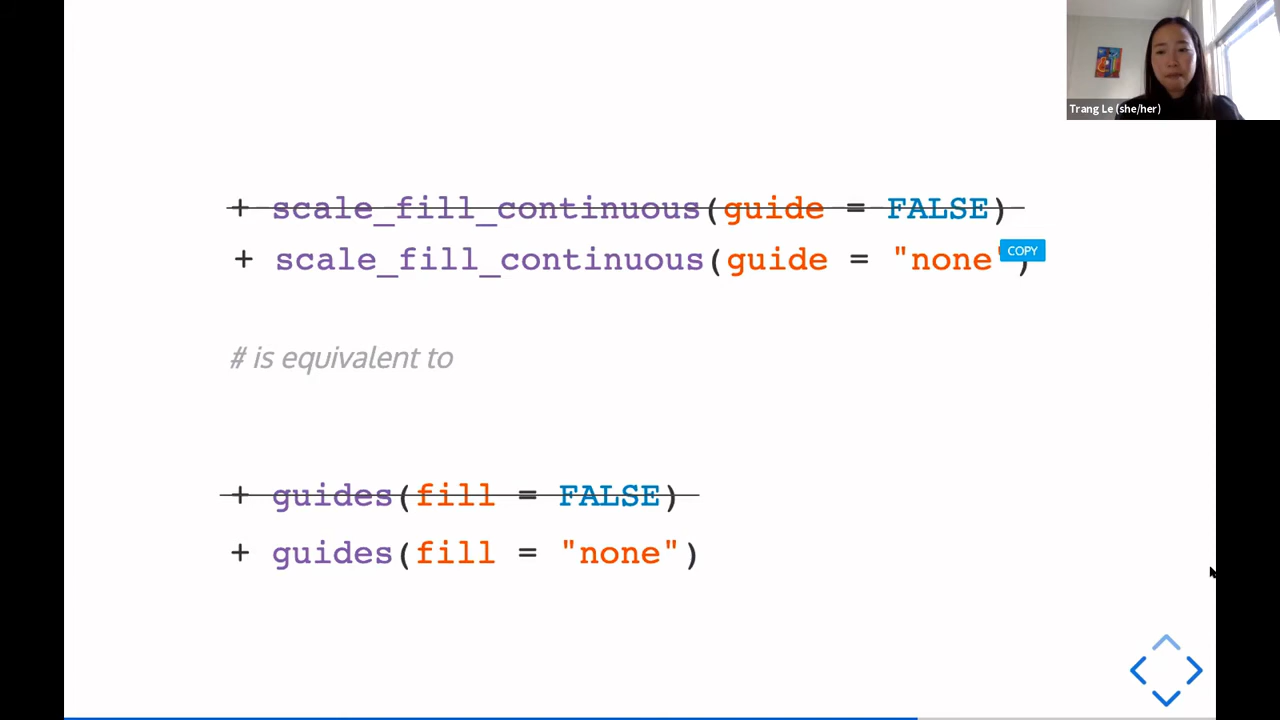 Trang Le (she/her)
+ scale_fill_continuous(guide = FALSE)
+ scale_fill_continuous(guide = "none")
COPY
# is equivalent to
+ guides(fill = FALSE)
+ guides(fill = "none")